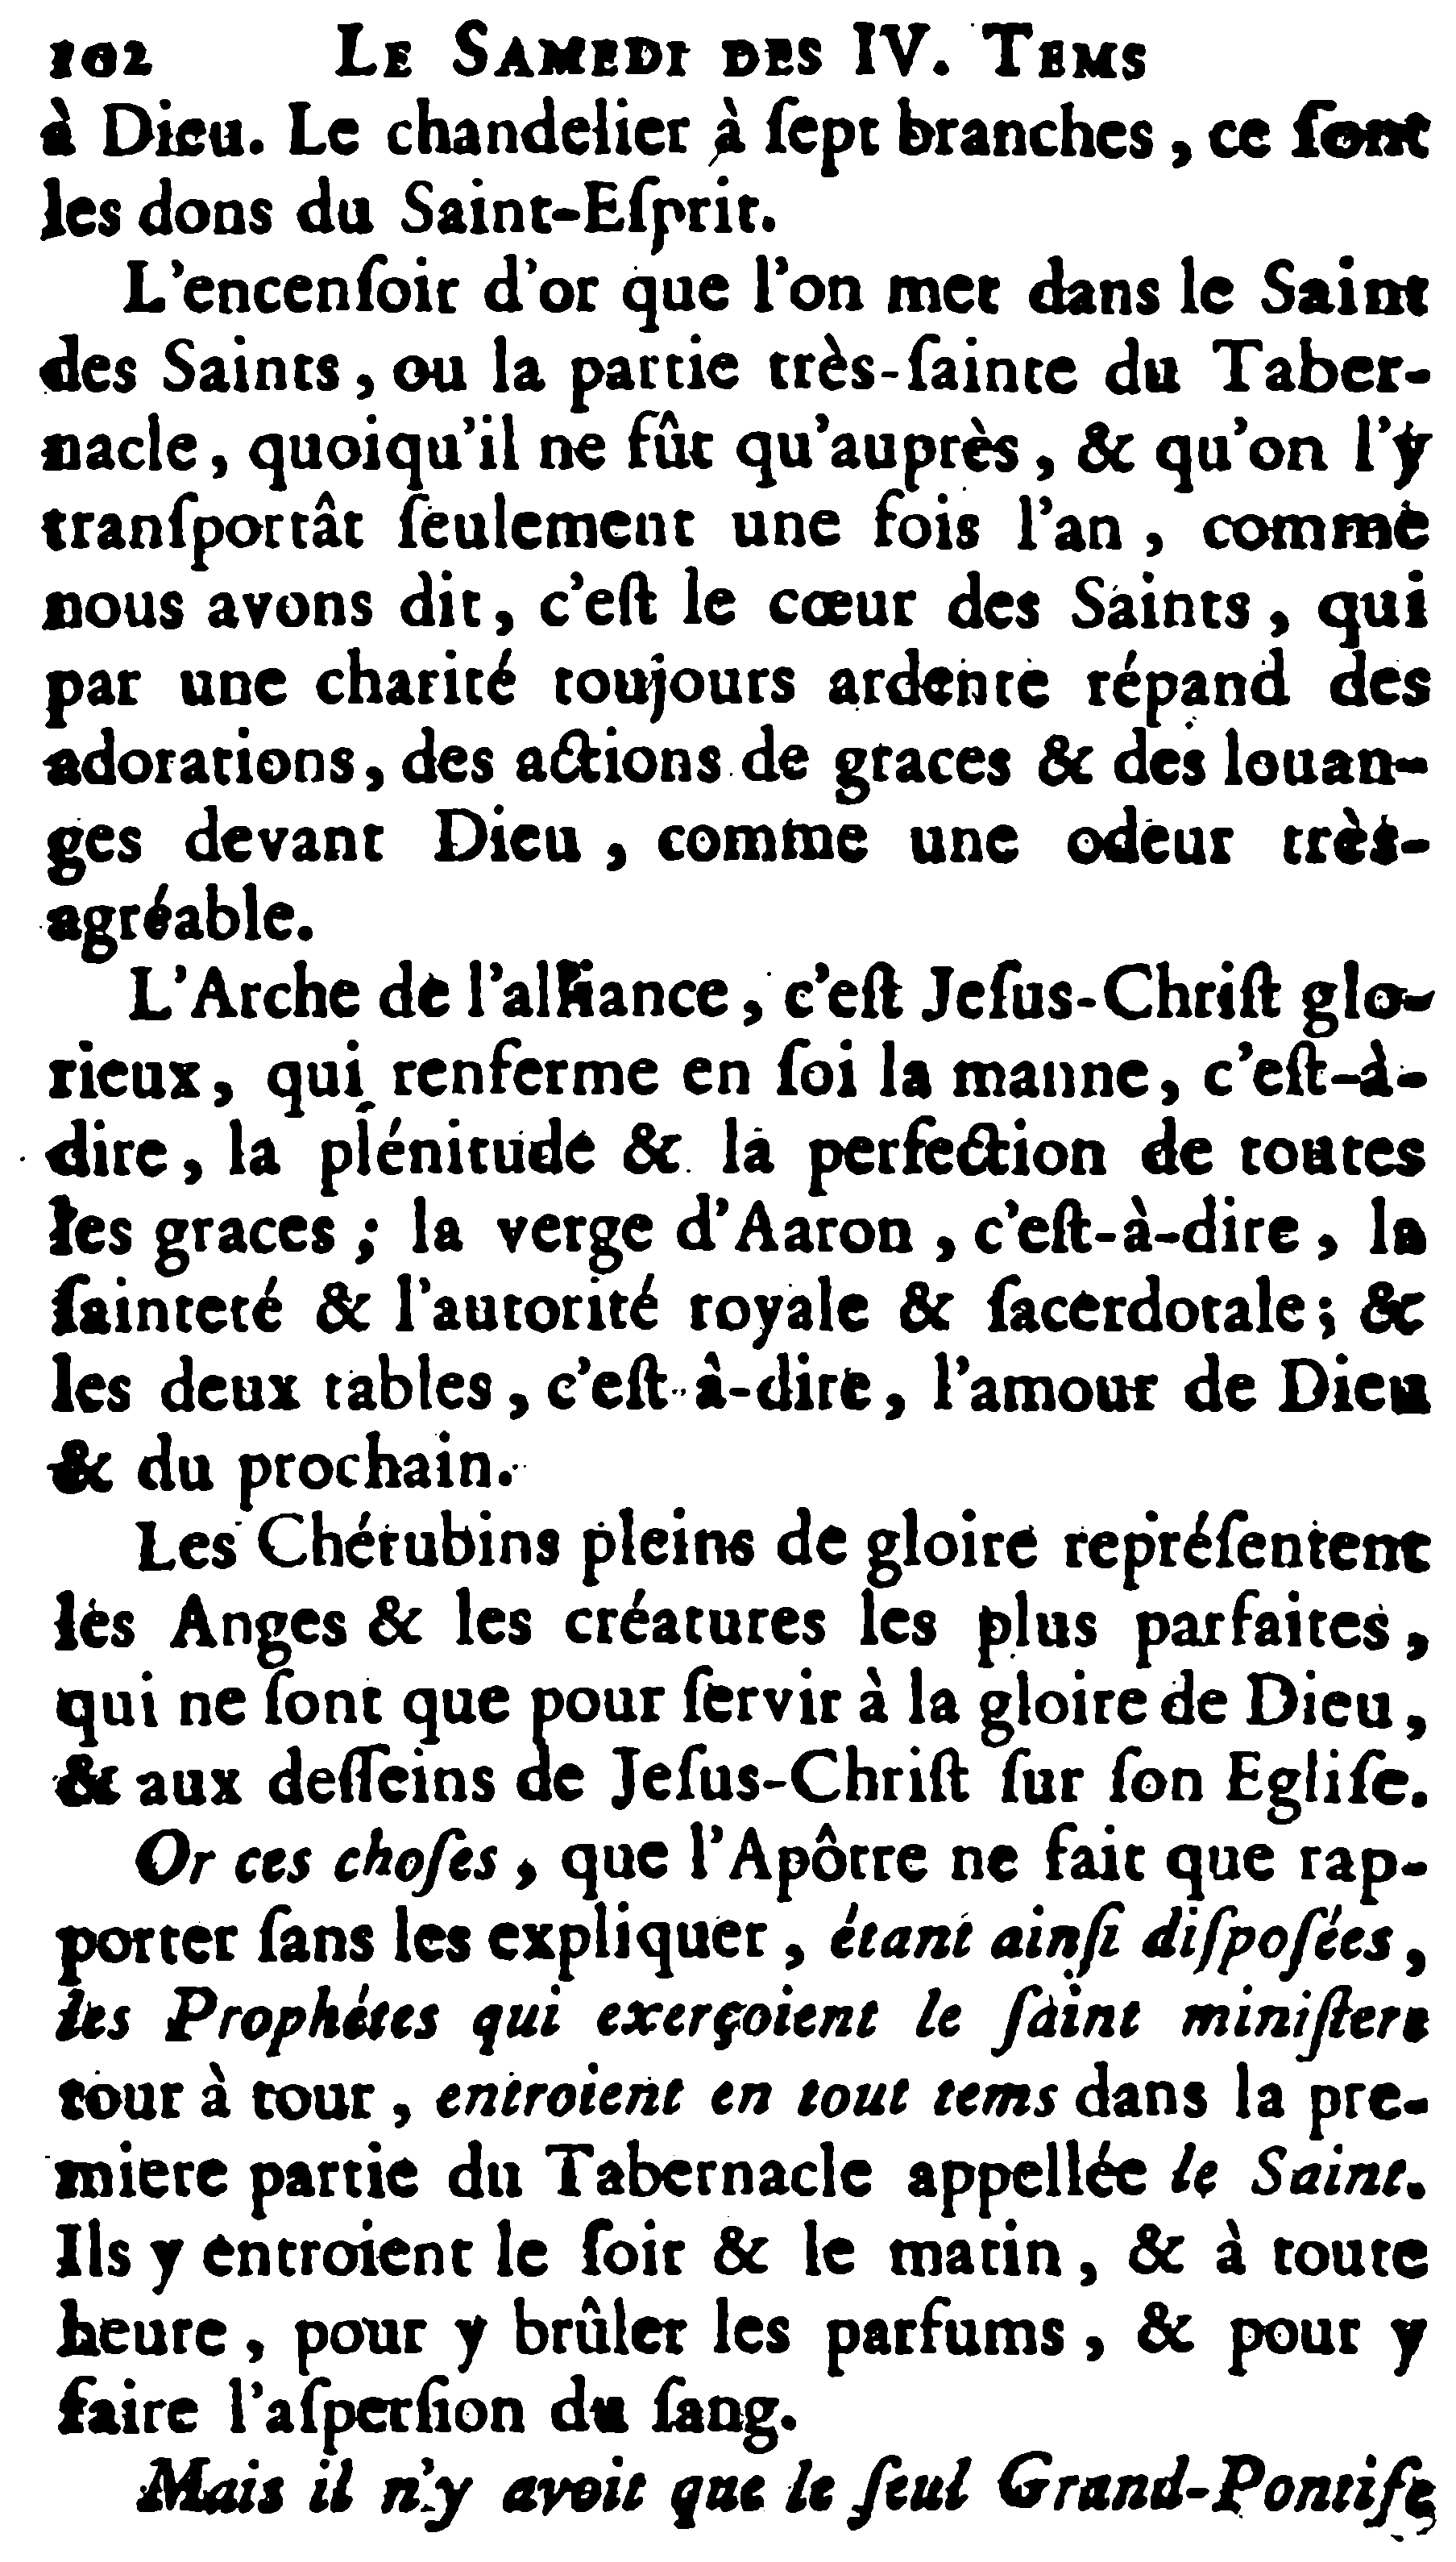 102 LE SAMEDI DES IV. TEMS
à Dieu. Le chandelier à ſept branches, ce ſont
les dons du Saint-Eſprit.
L'encenſoir d'or que l'on met dans le Saint
des Saints, ou la partie très-ſainte du Taber-
nacle, quoiqu'il ne fût qu'auprès, & qu'on l'y
tranſportât ſeulement une fois l'an, comme
nous avons dit, c'eſt le cœur des Saints, qui
par une charité toujours ardente répand des
adorations, des actions de graces & des louan-
ges devant Dieu, comme une odeur très-
agréable.
L'Arche de l'alliance, c'eſt Jeſus-Chriſt glo-
rieux, qui renferme en ſoi la manne, c'eſt-à-
dire, la plénitude & la perfection de toutes
les graces; la verge d'Aaron, c'eſt-à-dire, la
ſainteté & l'autorité royale & ſacerdotale; &
les deux tables, c'eſt-à-dire, l'amour de Dieu
& du prochain.
Les Chérubins pleins de gloire repréſentent
les Anges & les créatures les plus parfaites,
qui ne ſont que pour ſervir à la gloire de Dieu,
& aux deſſeins de Jeſus-Chriſt ſur ſon Egliſe.
Or ces choſes, que l'Apôtre ne fait que rap-
porter ſans les expliquer, étant ainſi diſpoſées,
les Prophétes qui exerçoient le ſaint miniſtere
tour à tour, entroient en tout tems dans la pre-
miere partie du Tabernacle appellée le Saint.
Ils y entroient le ſoir & le matin, & à toute
heure, pour y brûler les parfums, & pour y
faire l'aſperſion du ſang.
Mais il n'y avoit que le ſeul Grand-Pontife